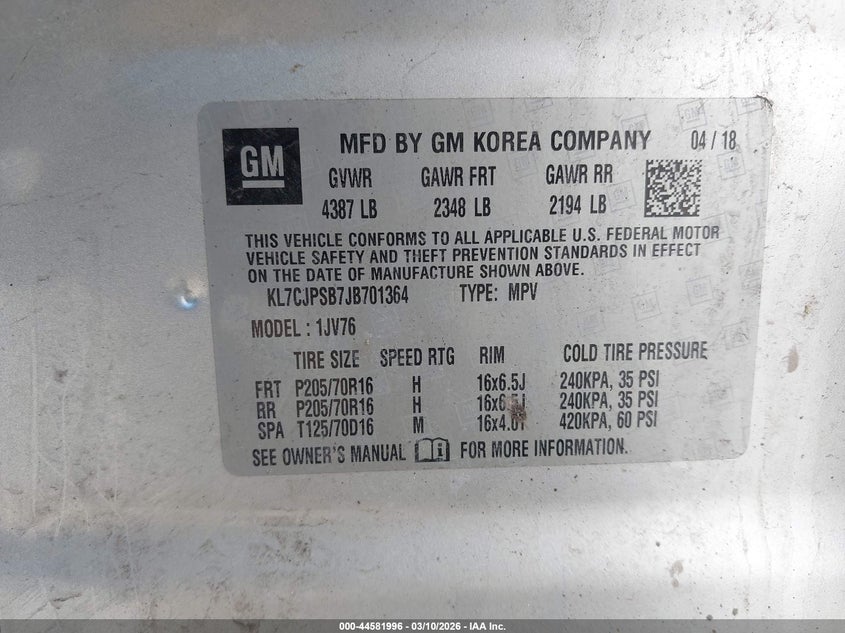 GM
MFD BY GM KOREA COMPANY 04 / 18
GVWR GAWR FRT GAWR RR
4387 LB 2348 LB 2194 LB
THIS VEHICLE CONFORMS TO ALL APPLICABLE U.S. FEDERAL MOTOR
VEHICLE SAFETY AND THEFT PREVENTION STANDARDS IN EFFECT
ON THE DATE OF MANUFACTURE SHOWN ABOVE.
KL7CJPSB7JB701364 TYPE: MPV
MODEL : 1JV76
TIRE SIZE SPEED RTG RIM COLD TIRE PRESSURE
FRT P205/70R16 H 16x6.5J 240KPA, 35 PSI
RR P205/70R16 H 16x6.5J 240KPA, 35 PSI
SPA T125/70D16 M 420KPA, 60 PSI
SEE OWNER'S MANUAL FOR MORE INFORMATION.
000-44581996 — 03/10/2026 — IAA Inc.